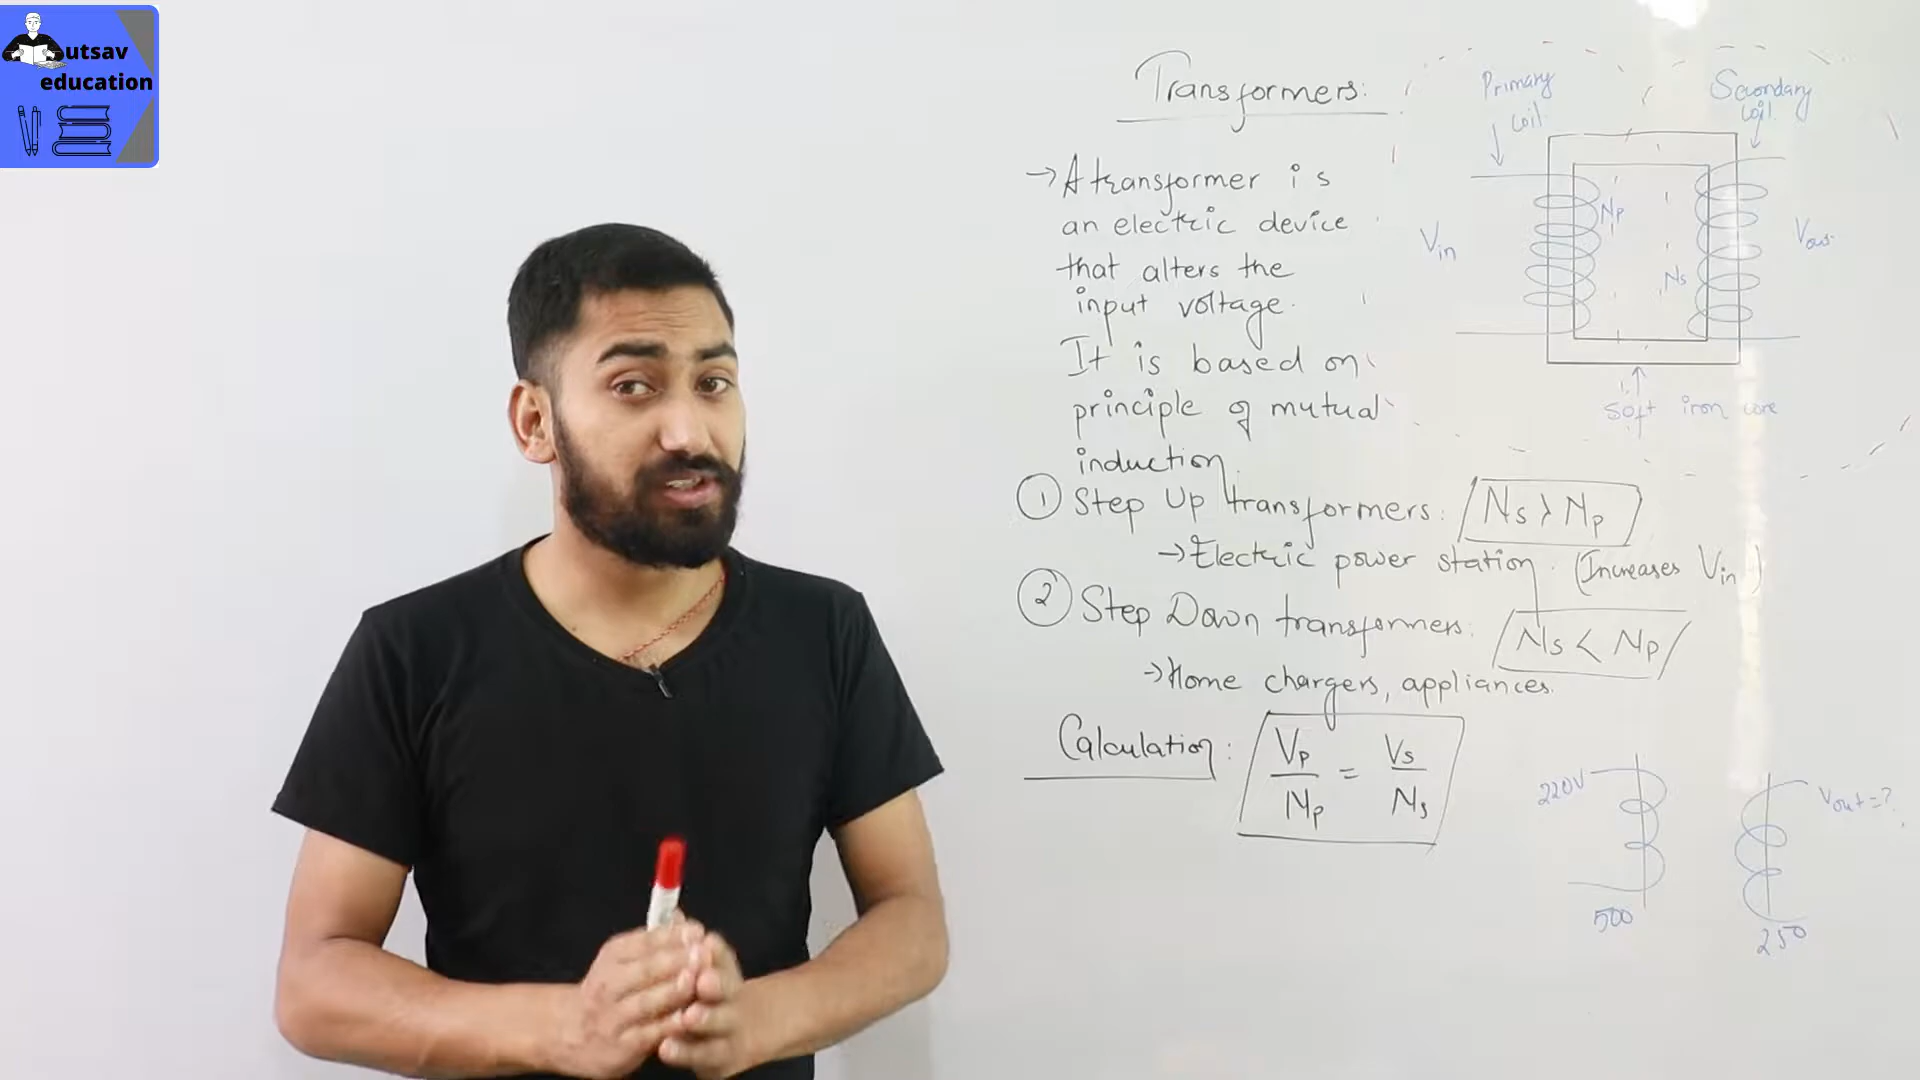 utsav
education
Transformers:
Primary
coil
Secondary
coil
→ A transformer is
an electric device
that alters the
input voltage.
It is based on
principle of mutual
induction.
Vin
Np
Ns
Vout
Soft iron core
① Step Up transformers: Ns > Np
→ Electric power station. (Increases Vin)
② Step Down transformers: Ns < Np
→ Home chargers, appliances.
Calculation: Vp/Np = Vs/Ns
220V
Vout=?
500
250